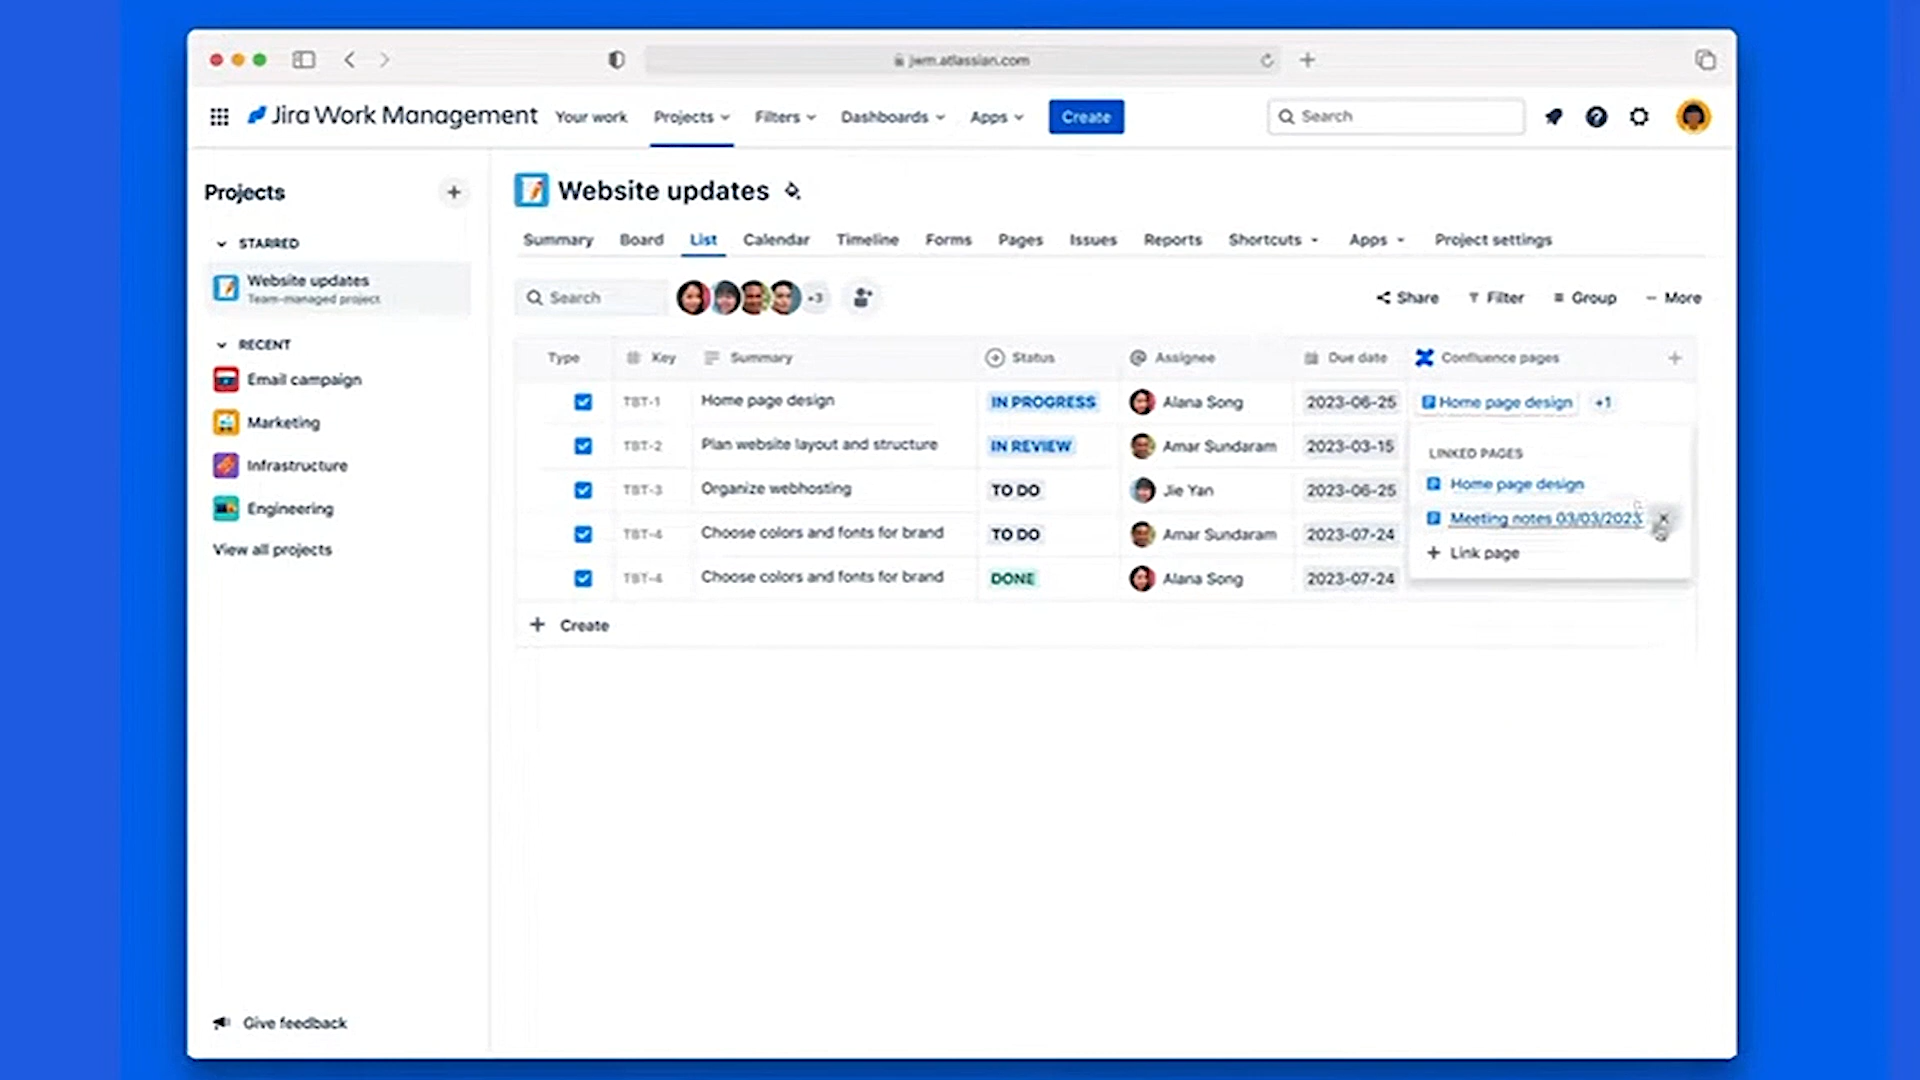 jwm.atlassian.com
Jira Work Management Your work Projects Filters Dashboards Apps Create Search
Projects
STARRED
Website updates
Team-managed project
RECENT
Email campaign
Marketing
Infrastructure
Engineering
View all projects
Give feedback
Website updates
Summary Board List Calendar Timeline Forms Pages Issues Reports Shortcuts Apps Project settings
Search +3 Share Filter Group More
Type Key Summary Status Assignee Due date Confluence pages
TBT-1 Home page design IN PROGRESS Alana Song 2023-06-25 Home page design +1
TBT-2 Plan website layout and structure IN REVIEW Amar Sundaram 2023-03-15
TBT-3 Organize webhosting TO DO Jie Yan 2023-06-25
TBT-4 Choose colors and fonts for brand TO DO Amar Sundaram 2023-07-24
TBT-4 Choose colors and fonts for brand DONE Alana Song 2023-07-24
Create
LINKED PAGES
Home page design
Meeting notes 03/03/2023
Link page